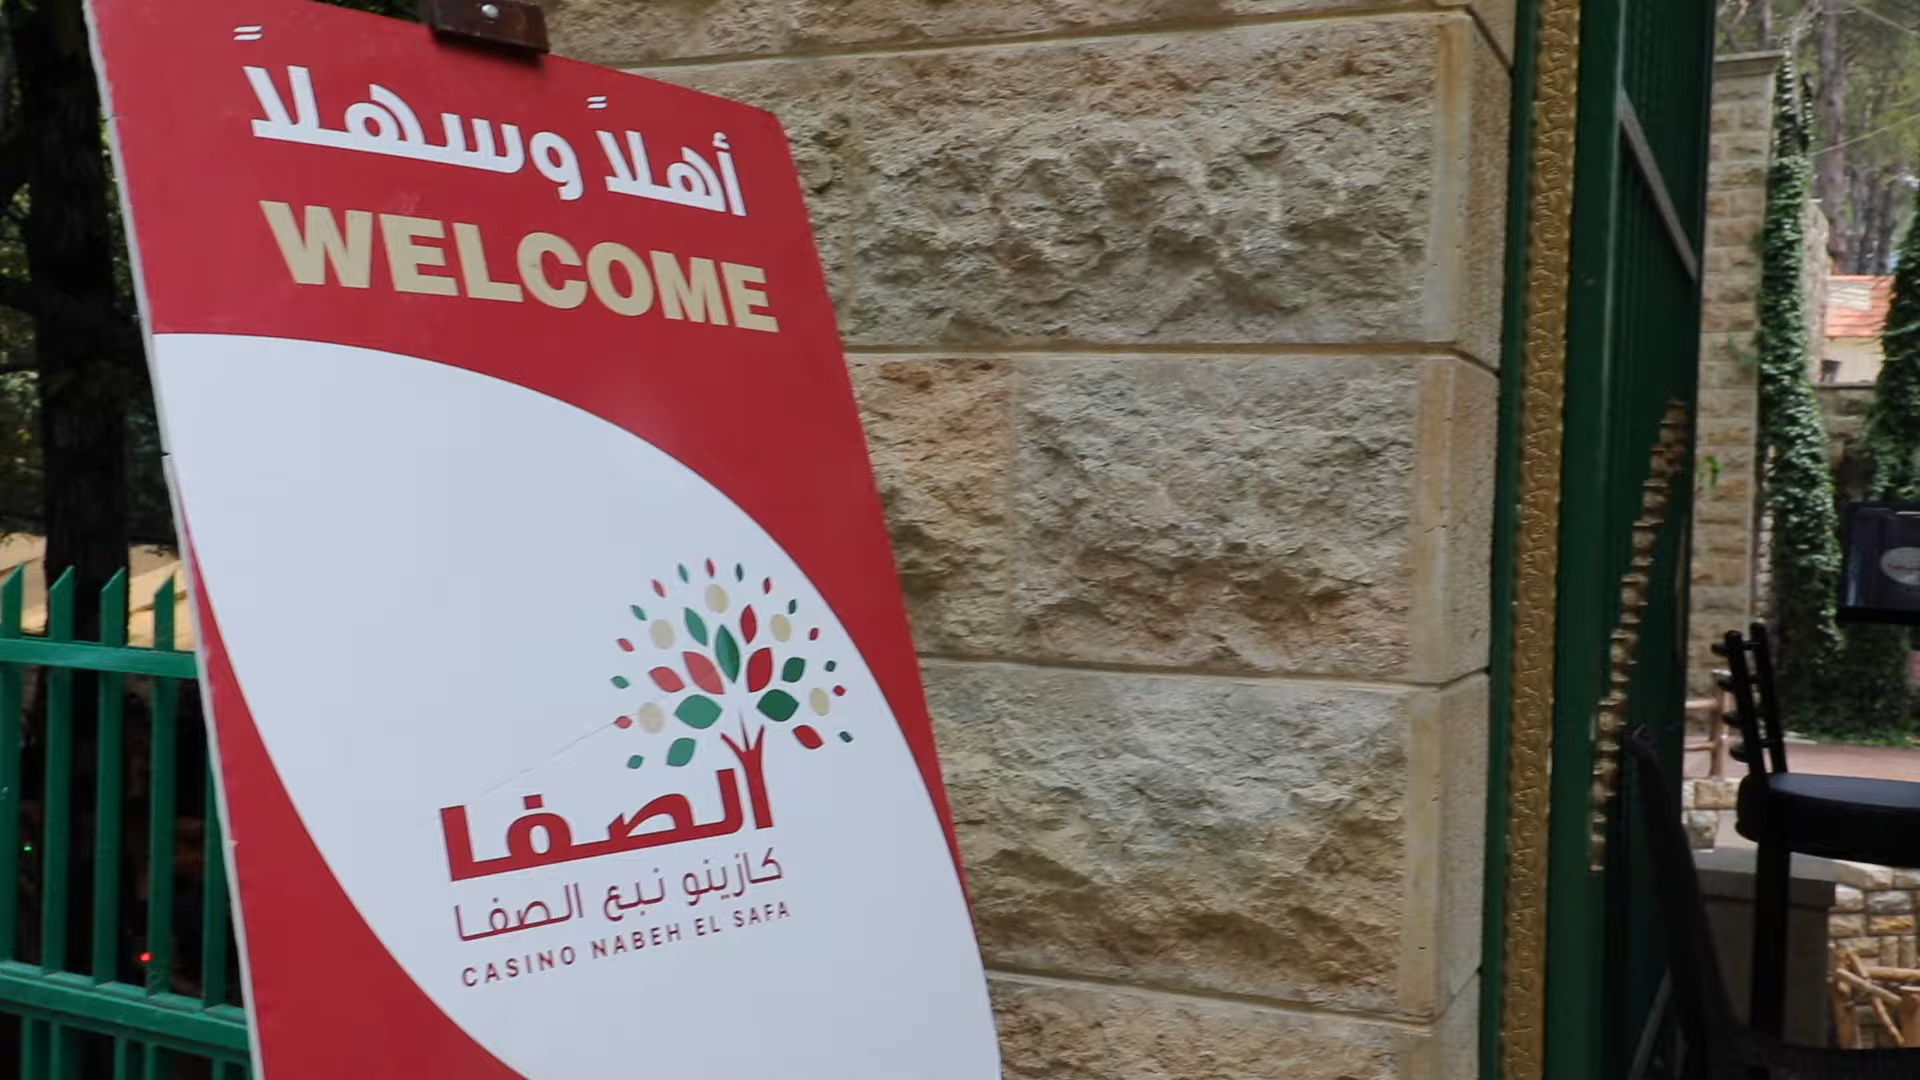 أهلاً وسهلاً
WELCOME
الصفا
كازينو نبع الصفا
CASINO NABEH EL SAFA